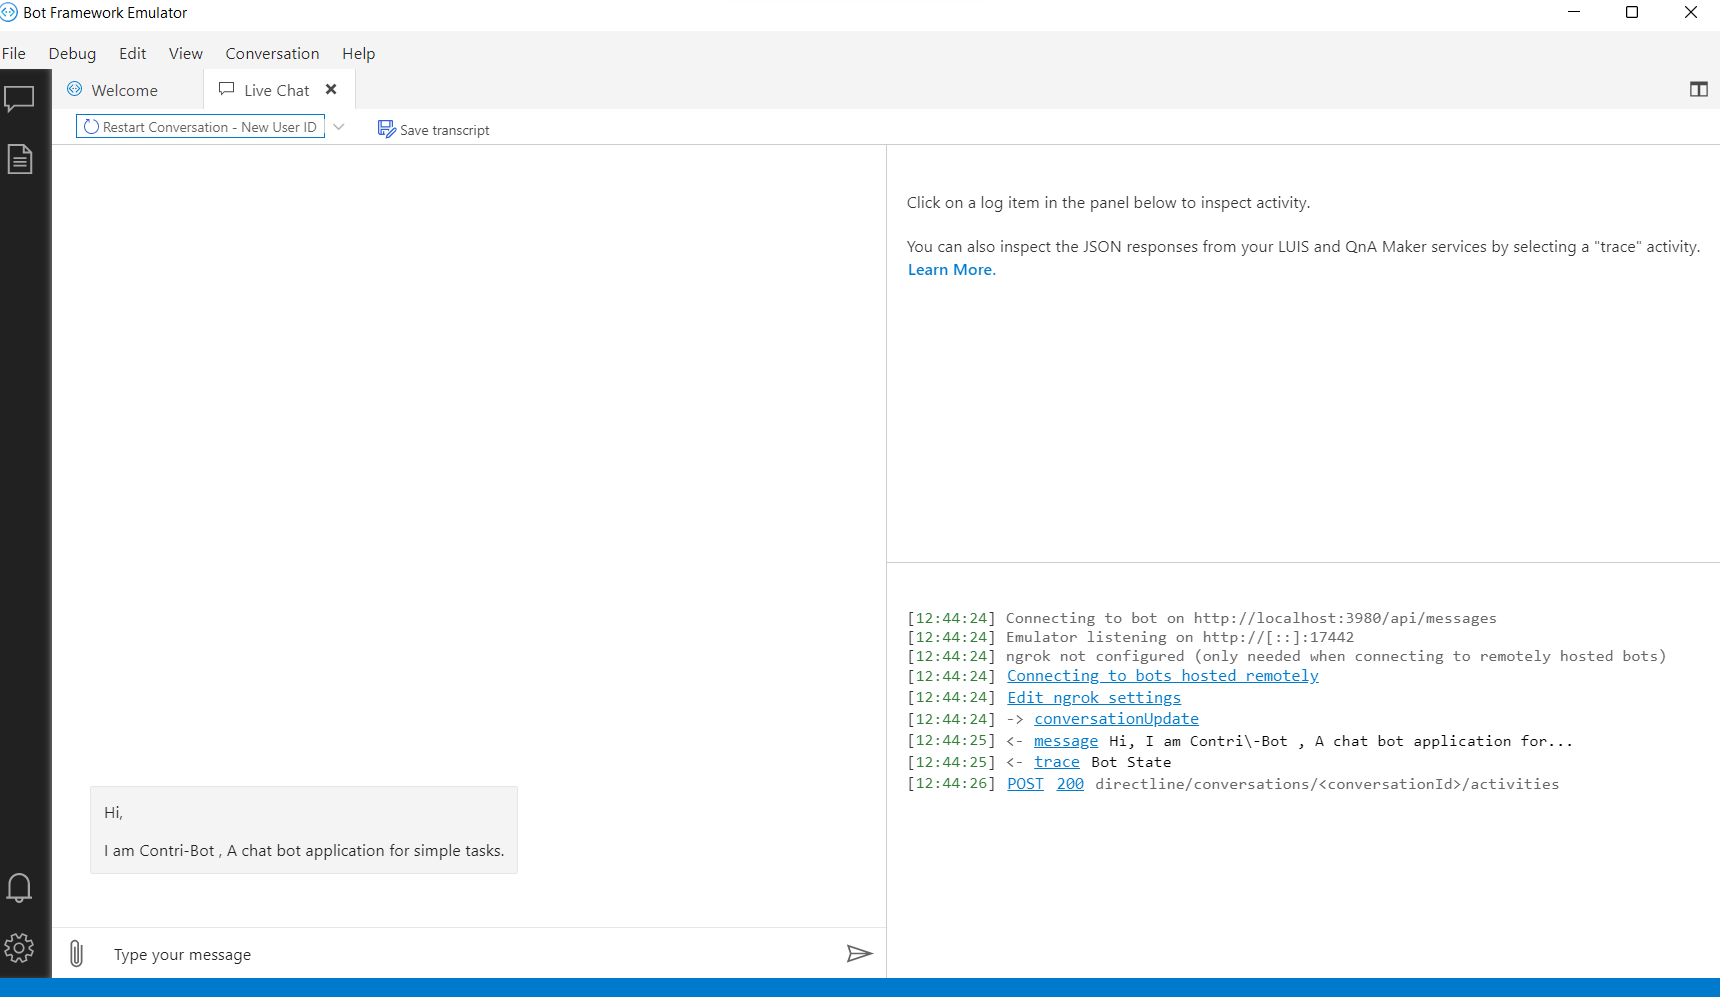 Bot Framework Emulator
File Debug Edit View Conversation Help
Welcome Live Chat
Restart Conversation - New User ID Save transcript
Click on a log item in the panel below to inspect activity.
You can also inspect the JSON responses from your LUIS and QnA Maker services by selecting a "trace" activity.
Learn More.
[12:44:24] Connecting to bot on http://localhost:3980/api/messages
[12:44:24] Emulator listening on http://[::]:17442
[12:44:24] ngrok not configured (only needed when connecting to remotely hosted bots)
[12:44:24] Connecting to bots hosted remotely
[12:44:24] Edit ngrok settings
[12:44:24] -> conversationUpdate
[12:44:25] <- message Hi, I am Contri\-Bot , A chat bot application for...
[12:44:25] <- trace Bot State
[12:44:26] POST 200 directline/conversations/<conversationId>/activities
Hi,
I am Contri-Bot , A chat bot application for simple tasks.
Type your message